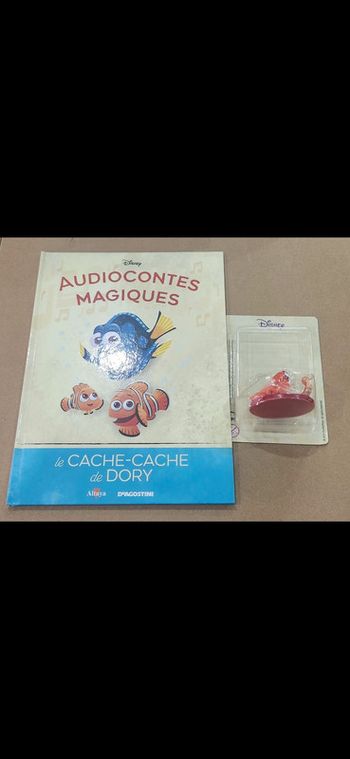 Disney
AUDIOCONTES
MAGIQUES
le CACHE-CACHE
de DORY
Altaya
DeAGOSTINI
Disney